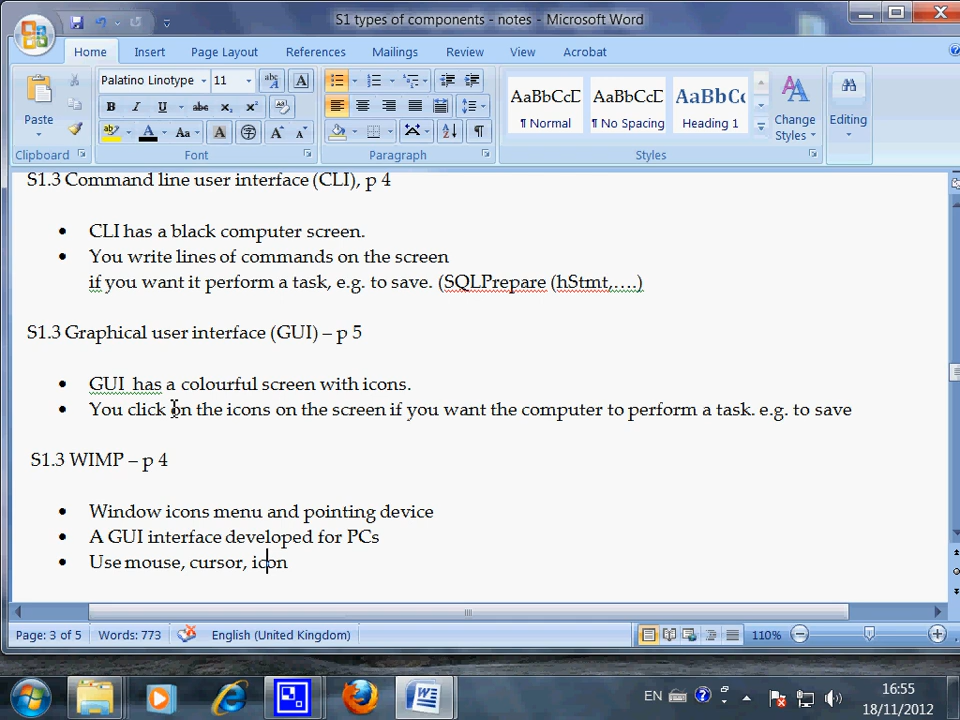 S1 types of components - notes - Microsoft Word
Home Insert Page Layout References Mailings Review View Acrobat
Palatino Linotype 11
AaBbCcD AaBbCcD AaBbCc
Paste ¶ Normal ¶ No Spacing Heading 1 Change Styles Editing
Clipboard Font Paragraph Styles
S1.3 Command line user interface (CLI), p 4
• CLI has a black computer screen.
• You write lines of commands on the screen
if you want it perform a task, e.g. to save. (SQLPrepare (hStmt,….)
S1.3 Graphical user interface (GUI) – p 5
• GUI  has a colourful screen with icons.
• You click on the icons on the screen if you want the computer to perform a task. e.g. to save
S1.3 WIMP – p 4
• Window icons menu and pointing device
• A GUI interface developed for PCs
• Use mouse, cursor, icon
Page: 3 of 5 Words: 773 English (United Kingdom) 110%
EN 16:55
18/11/2012